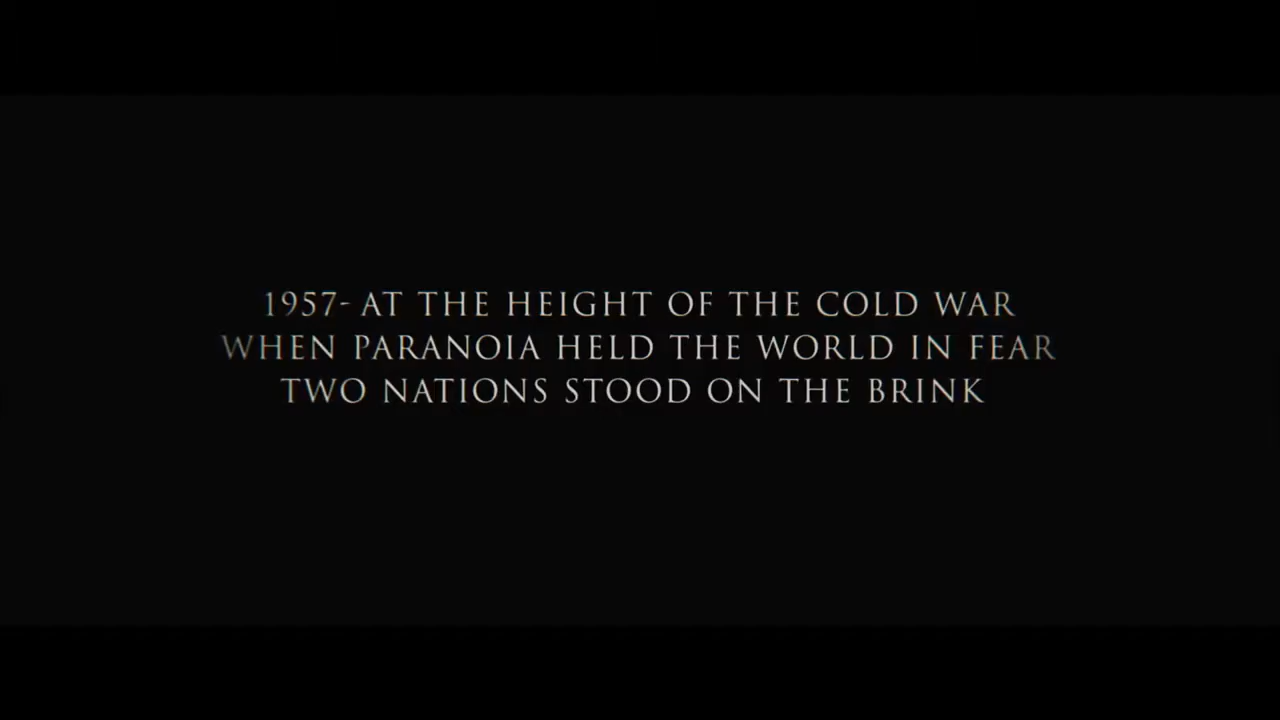 1957- AT THE HEIGHT OF THE COLD WAR
WHEN PARANOIA HELD THE WORLD IN FEAR
TWO NATIONS STOOD ON THE BRINK